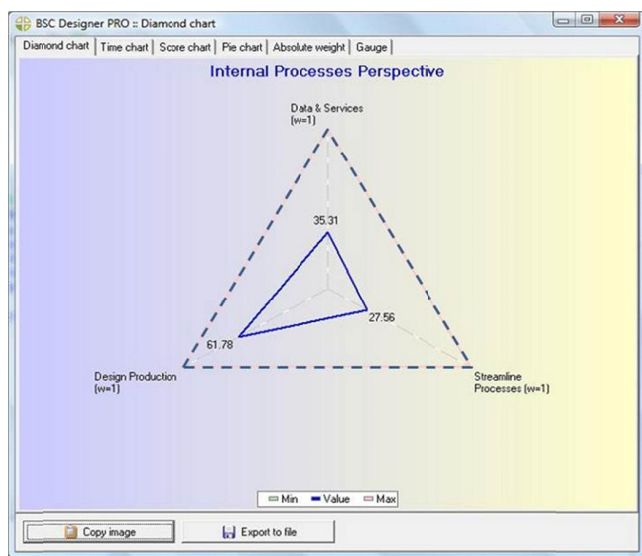 BSC Designer PRO :: Diamond chart
Diamond chart Time chart Score chart Pie chart Absolute weight Gauge
Internal Processes Perspective
Data & Services
(w=1)
35.31
27.56
61.78
Design Production
(w=1)
Streamline
Processes (w=1)
Min Value Max
Copy image Export to file